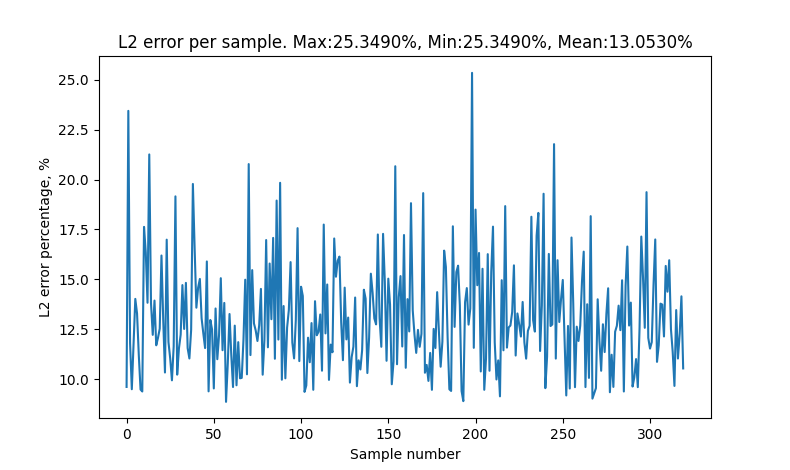 L2 error per sample. Max:25.3490%, Min:25.3490%, Mean:13.0530%
25.0
22.5
20.0
17.5
15.0
12.5
10.0
L2 error percentage, %
0 50 100 150 200 250 300
Sample number